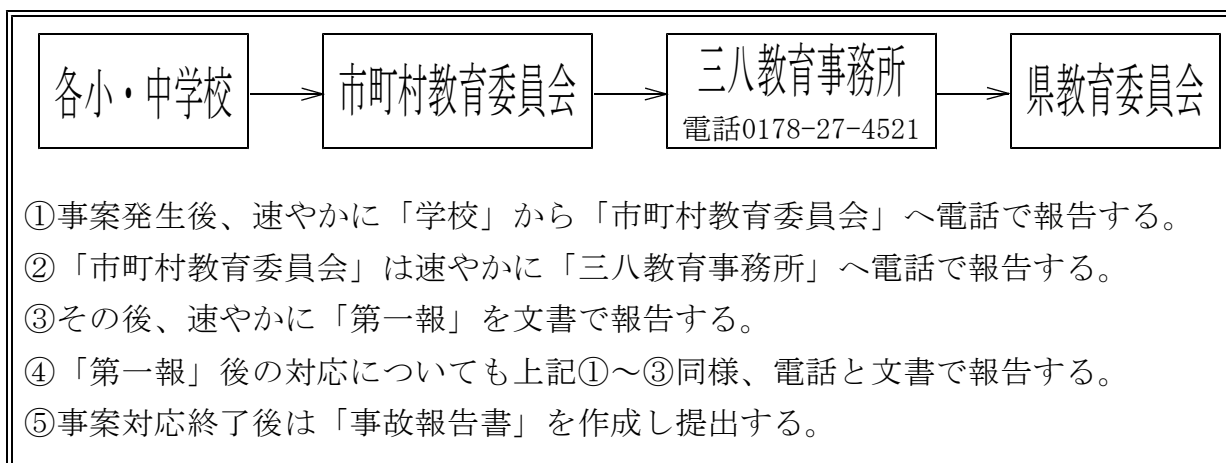 各小・中学校
市町村教育委員会
三八教育事務所
電話0178-27-4521
県教育委員会
①事案発生後、速やかに「学校」から「市町村教育委員会」へ電話で報告する。
②「市町村教育委員会」は速やかに「三八教育事務所」へ電話で報告する。
③その後、速やかに「第一報」を文書で報告する。
④「第一報」後の対応についても上記①～③同様、電話と文書で報告する。
⑤事案対応終了後は「事故報告書」を作成し提出する。